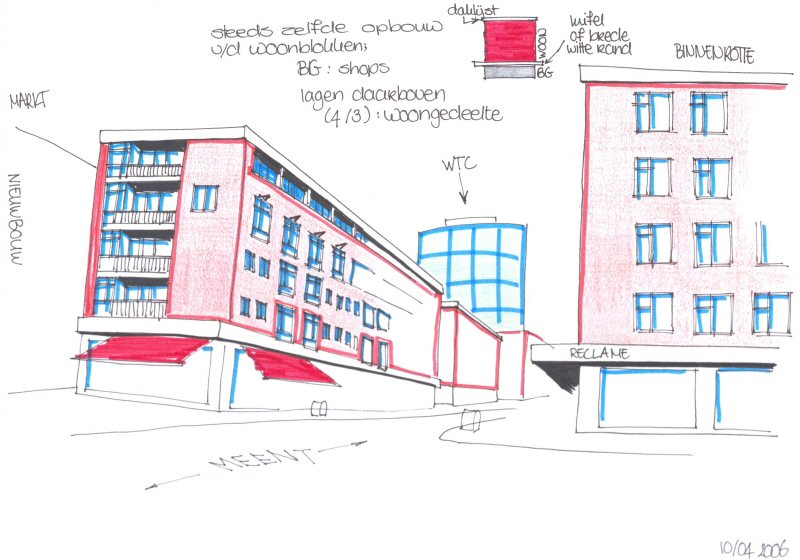 steeds zelfde opbouw
v/d woonblokken;
BG: shops
lagen daarboven
(4/3): woongedeelte
daklijst
WOON
BG
luifel
of brede
witte rand
BINNENROTTE
MARKT
NIEUWBOUW
WTC
RECLAME
MEENT
10/04 2006